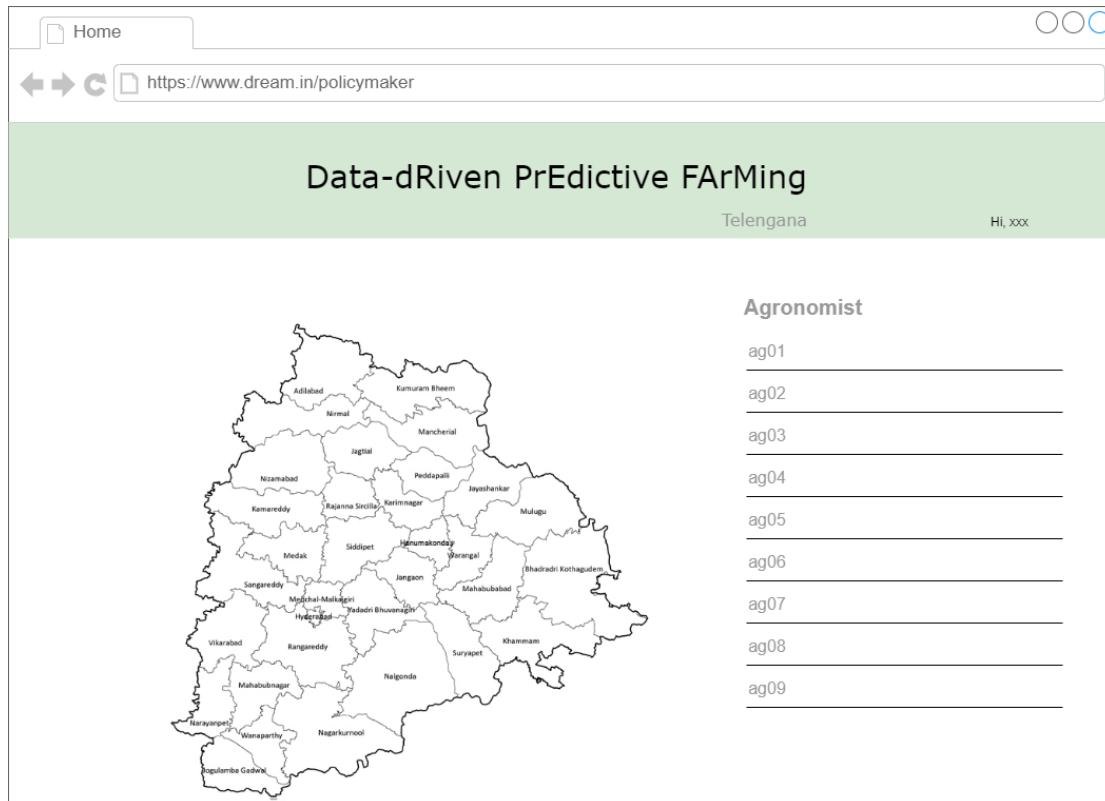 Home
https://www.dream.in/policymaker
Data-dRiven PrEdictive FArMing
Telengana
Hi, xxx
Agronomist
ag01
ag02
ag03
ag04
ag05
ag06
ag07
ag08
ag09
Adilabad
Kumuram Bheem
Nirmal
Mancherial
Jagtial
Peddapalli
Nizamabad
Jayashankar
Kamareddy
Rajanna Sircilla
Karimnagar
Mulugu
Siddipet
Hanumakonda
Medak
Warangal
Bhadradri Kothagudem
Jangaon
Sangareddy
Mahabubabad
Medchal-Malkajgiri
Yadadri Bhuvanagiri
Hyderabad
Vikarabad
Rangareddy
Khammam
Suryapet
Nalgonda
Mahabubnagar
Narayanpet
Wanaparthy
Nagarkurnool
Jogulamba Gadwal